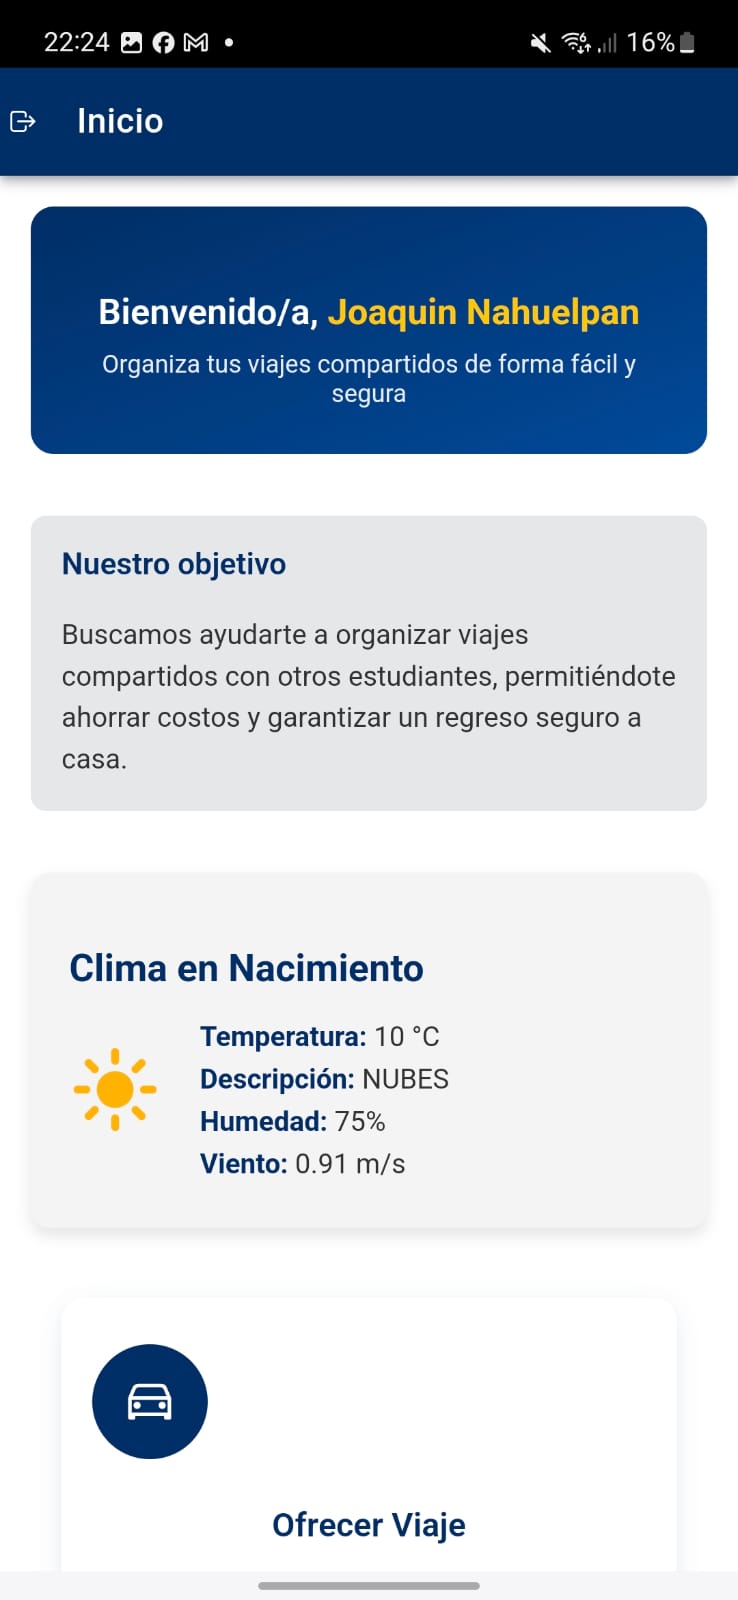 22:24
16%
Inicio
Bienvenido/a, Joaquin Nahuelpan
Organiza tus viajes compartidos de forma fácil y
segura
Nuestro objetivo
Buscamos ayudarte a organizar viajes
compartidos con otros estudiantes, permitiéndote
ahorrar costos y garantizar un regreso seguro a
casa.
Clima en Nacimiento
Temperatura: 10 °C
Descripción: NUBES
Humedad: 75%
Viento: 0.91 m/s
Ofrecer Viaje